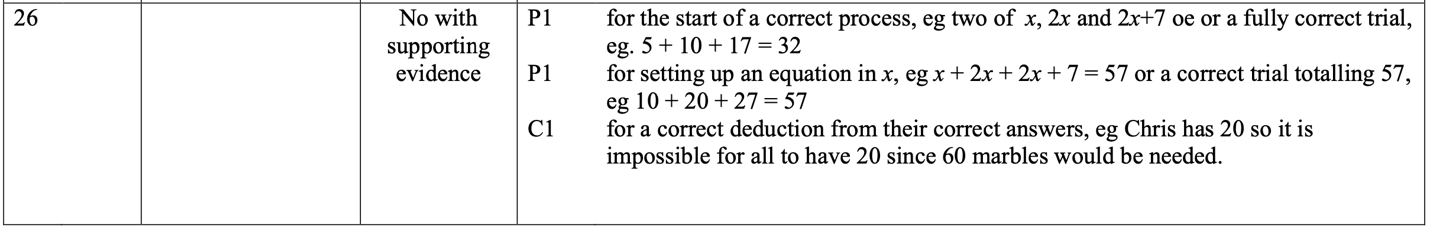 26 No with P1 for the start of a correct process, eg two of x, 2x and 2x+7 oe or a fully correct trial,
supporting eg. 5 + 10 + 17 = 32
evidence P1 for setting up an equation in x, eg x + 2x + 2x + 7 = 57 or a correct trial totalling 57,
eg 10 + 20 + 27 = 57
C1 for a correct deduction from their correct answers, eg Chris has 20 so it is
impossible for all to have 20 since 60 marbles would be needed.